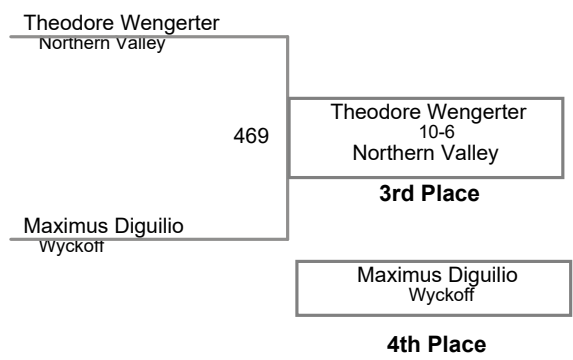 Theodore Wengerter
Northern Valley
469
Theodore Wengerter
10-6
Northern Valley
3rd Place
Maximus Diguilio
Wyckoff
Maximus Diguilio
Wyckoff
4th Place